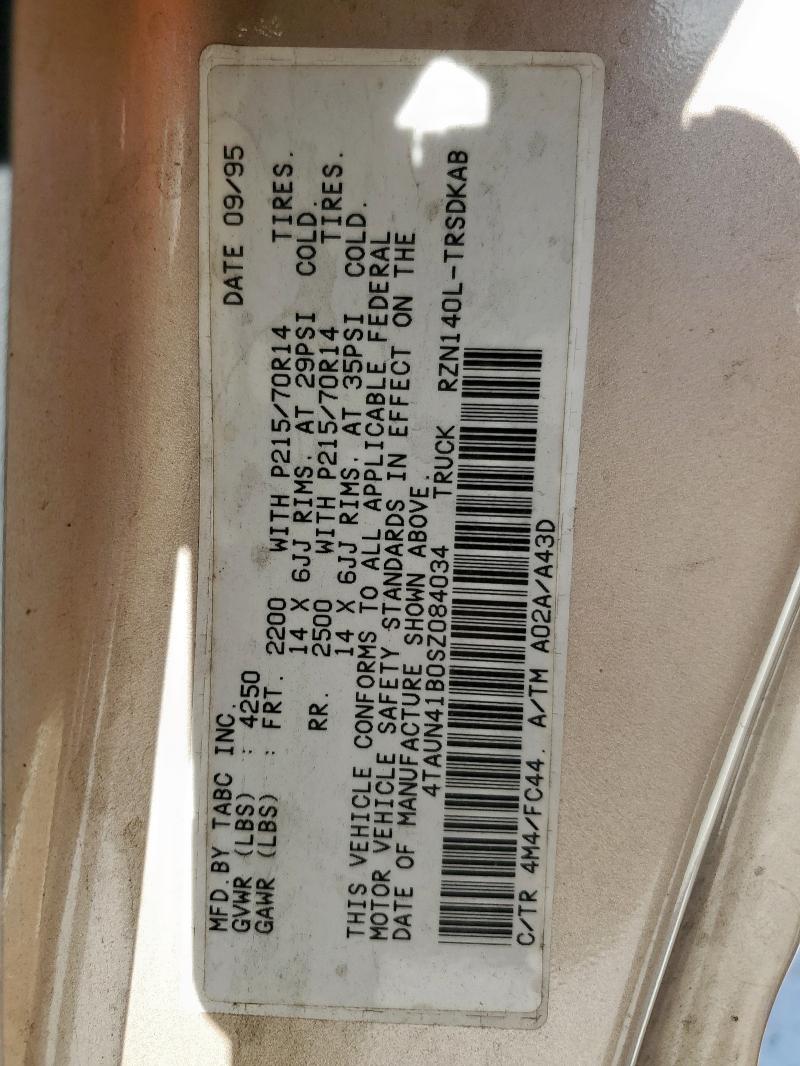 MFD.BY TABC INC. DATE 09/95
GVWR (LBS) : 4250
GAWR (LBS) : FRT. 2200 WITH P215/70R14 TIRES.
14 X 6JJ RIMS. AT 29PSI COLD.
RR. 2500 WITH P215/70R14 TIRES.
14 X 6JJ RIMS. AT 35PSI COLD.
THIS VEHICLE CONFORMS TO ALL APPLICABLE FEDERAL
MOTOR VEHICLE SAFETY STANDARDS IN EFFECT ON THE
DATE OF MANUFACTURE SHOWN ABOVE.
4TAUN41B0SZ084034 TRUCK RZN140L-TRSDKAB
C/TR 4M4/FC44. A/TM A02A/A43D